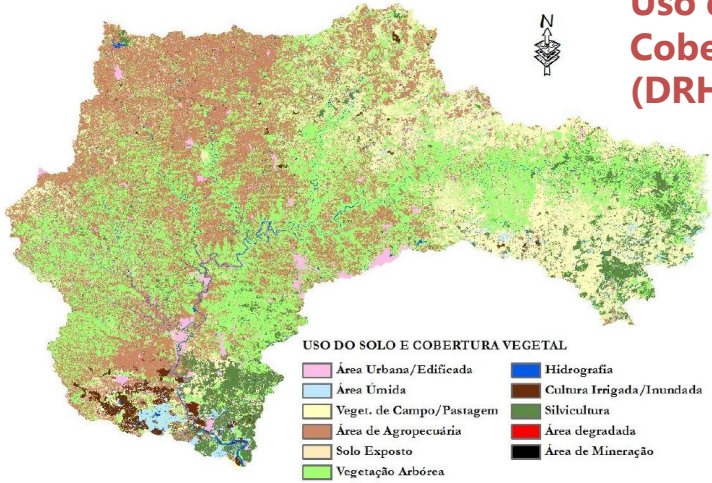 Uso
Cobe
(DRH
N
USO DO SOLO E COBERTURA VEGETAL
Área Urbana/Edificada
Área Úmida
Veget. de Campo/Pastagem
Área de Agropecuária
Solo Exposto
Vegetação Arbórea
Hidrografia
Cultura Irrigada/Inundada
Silvicultura
Área degradada
Área de Mineração